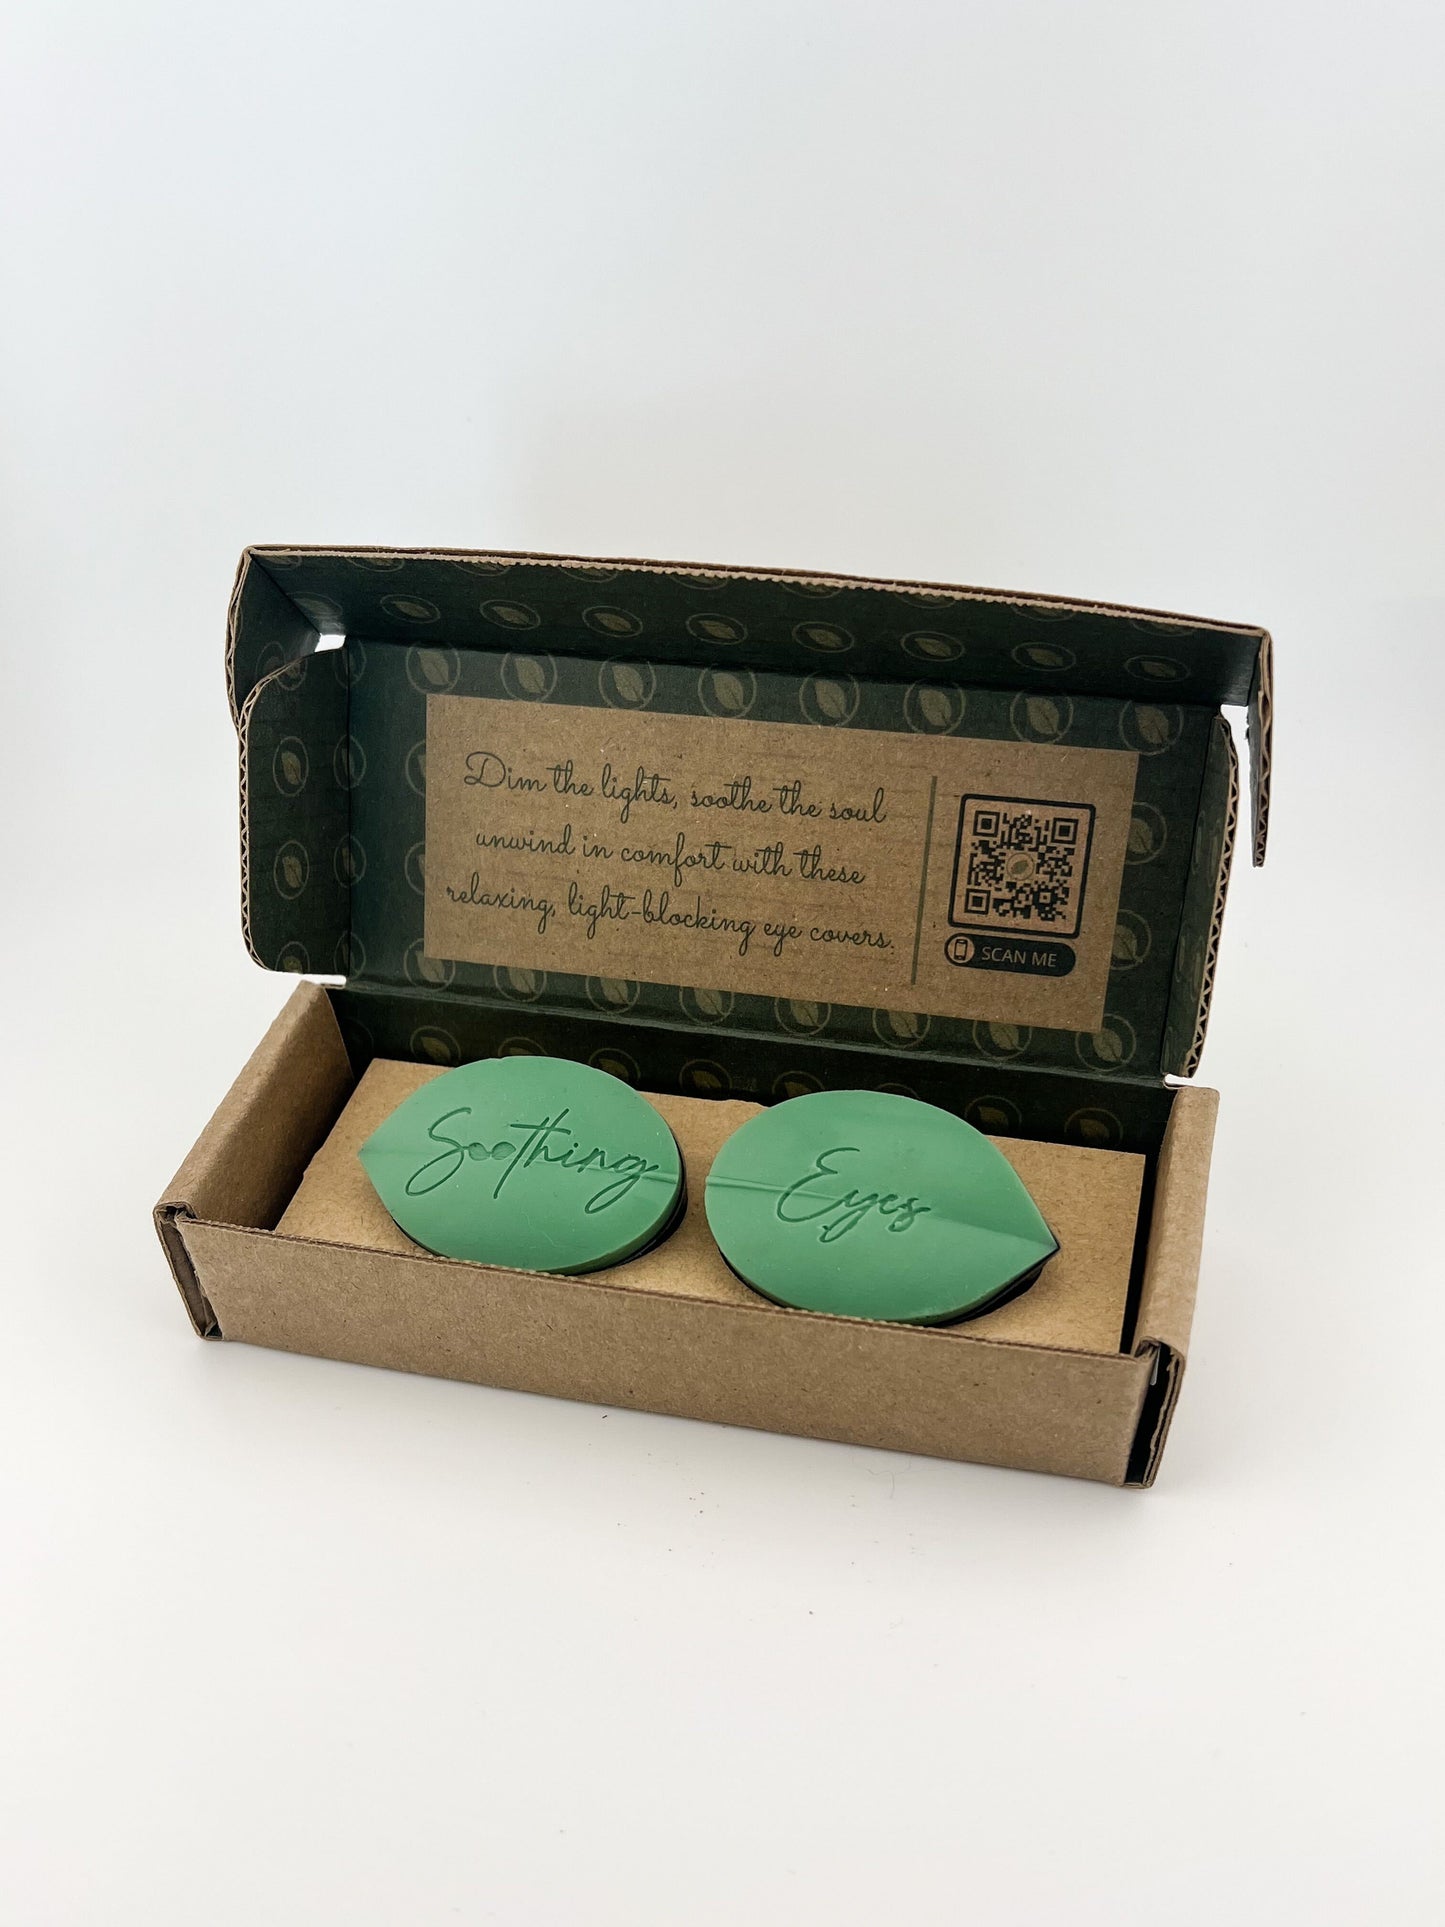 Dim the lights, soothe the soul
unwind in comfort with these
relaxing, light-blocking eye covers.
SCAN ME
Soothing
Eyes